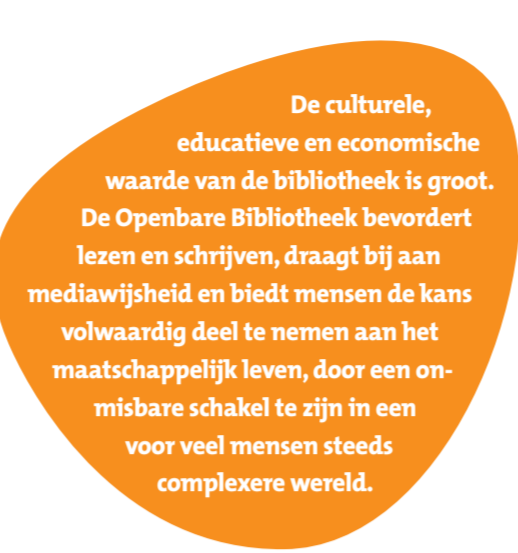 De culturele,
educatieve en economische
waarde van de bibliotheek is groot.
De Openbare Bibliotheek bevordert
lezen en schrijven, draagt bij aan
mediawijsheid en biedt mensen de kans
volwaardig deel te nemen aan het
maatschappelijk leven, door een on-
misbare schakel te zijn in een
voor veel mensen steeds
complexere wereld.